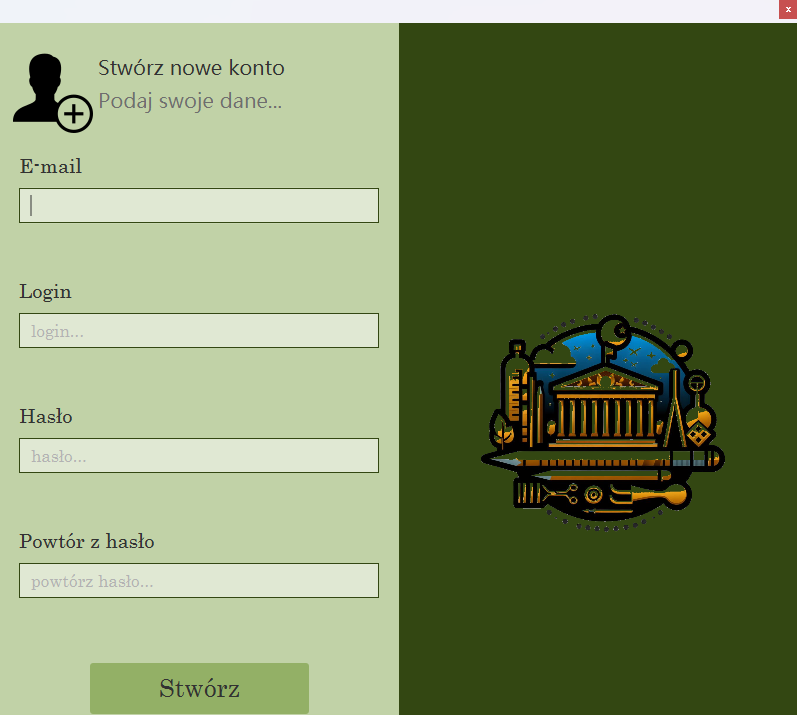 x
Stwórz nowe konto
Podaj swoje dane...
E-mail
Login
login...
Hasło
hasło...
Powtór z hasło
powtórz hasło...
Stwórz